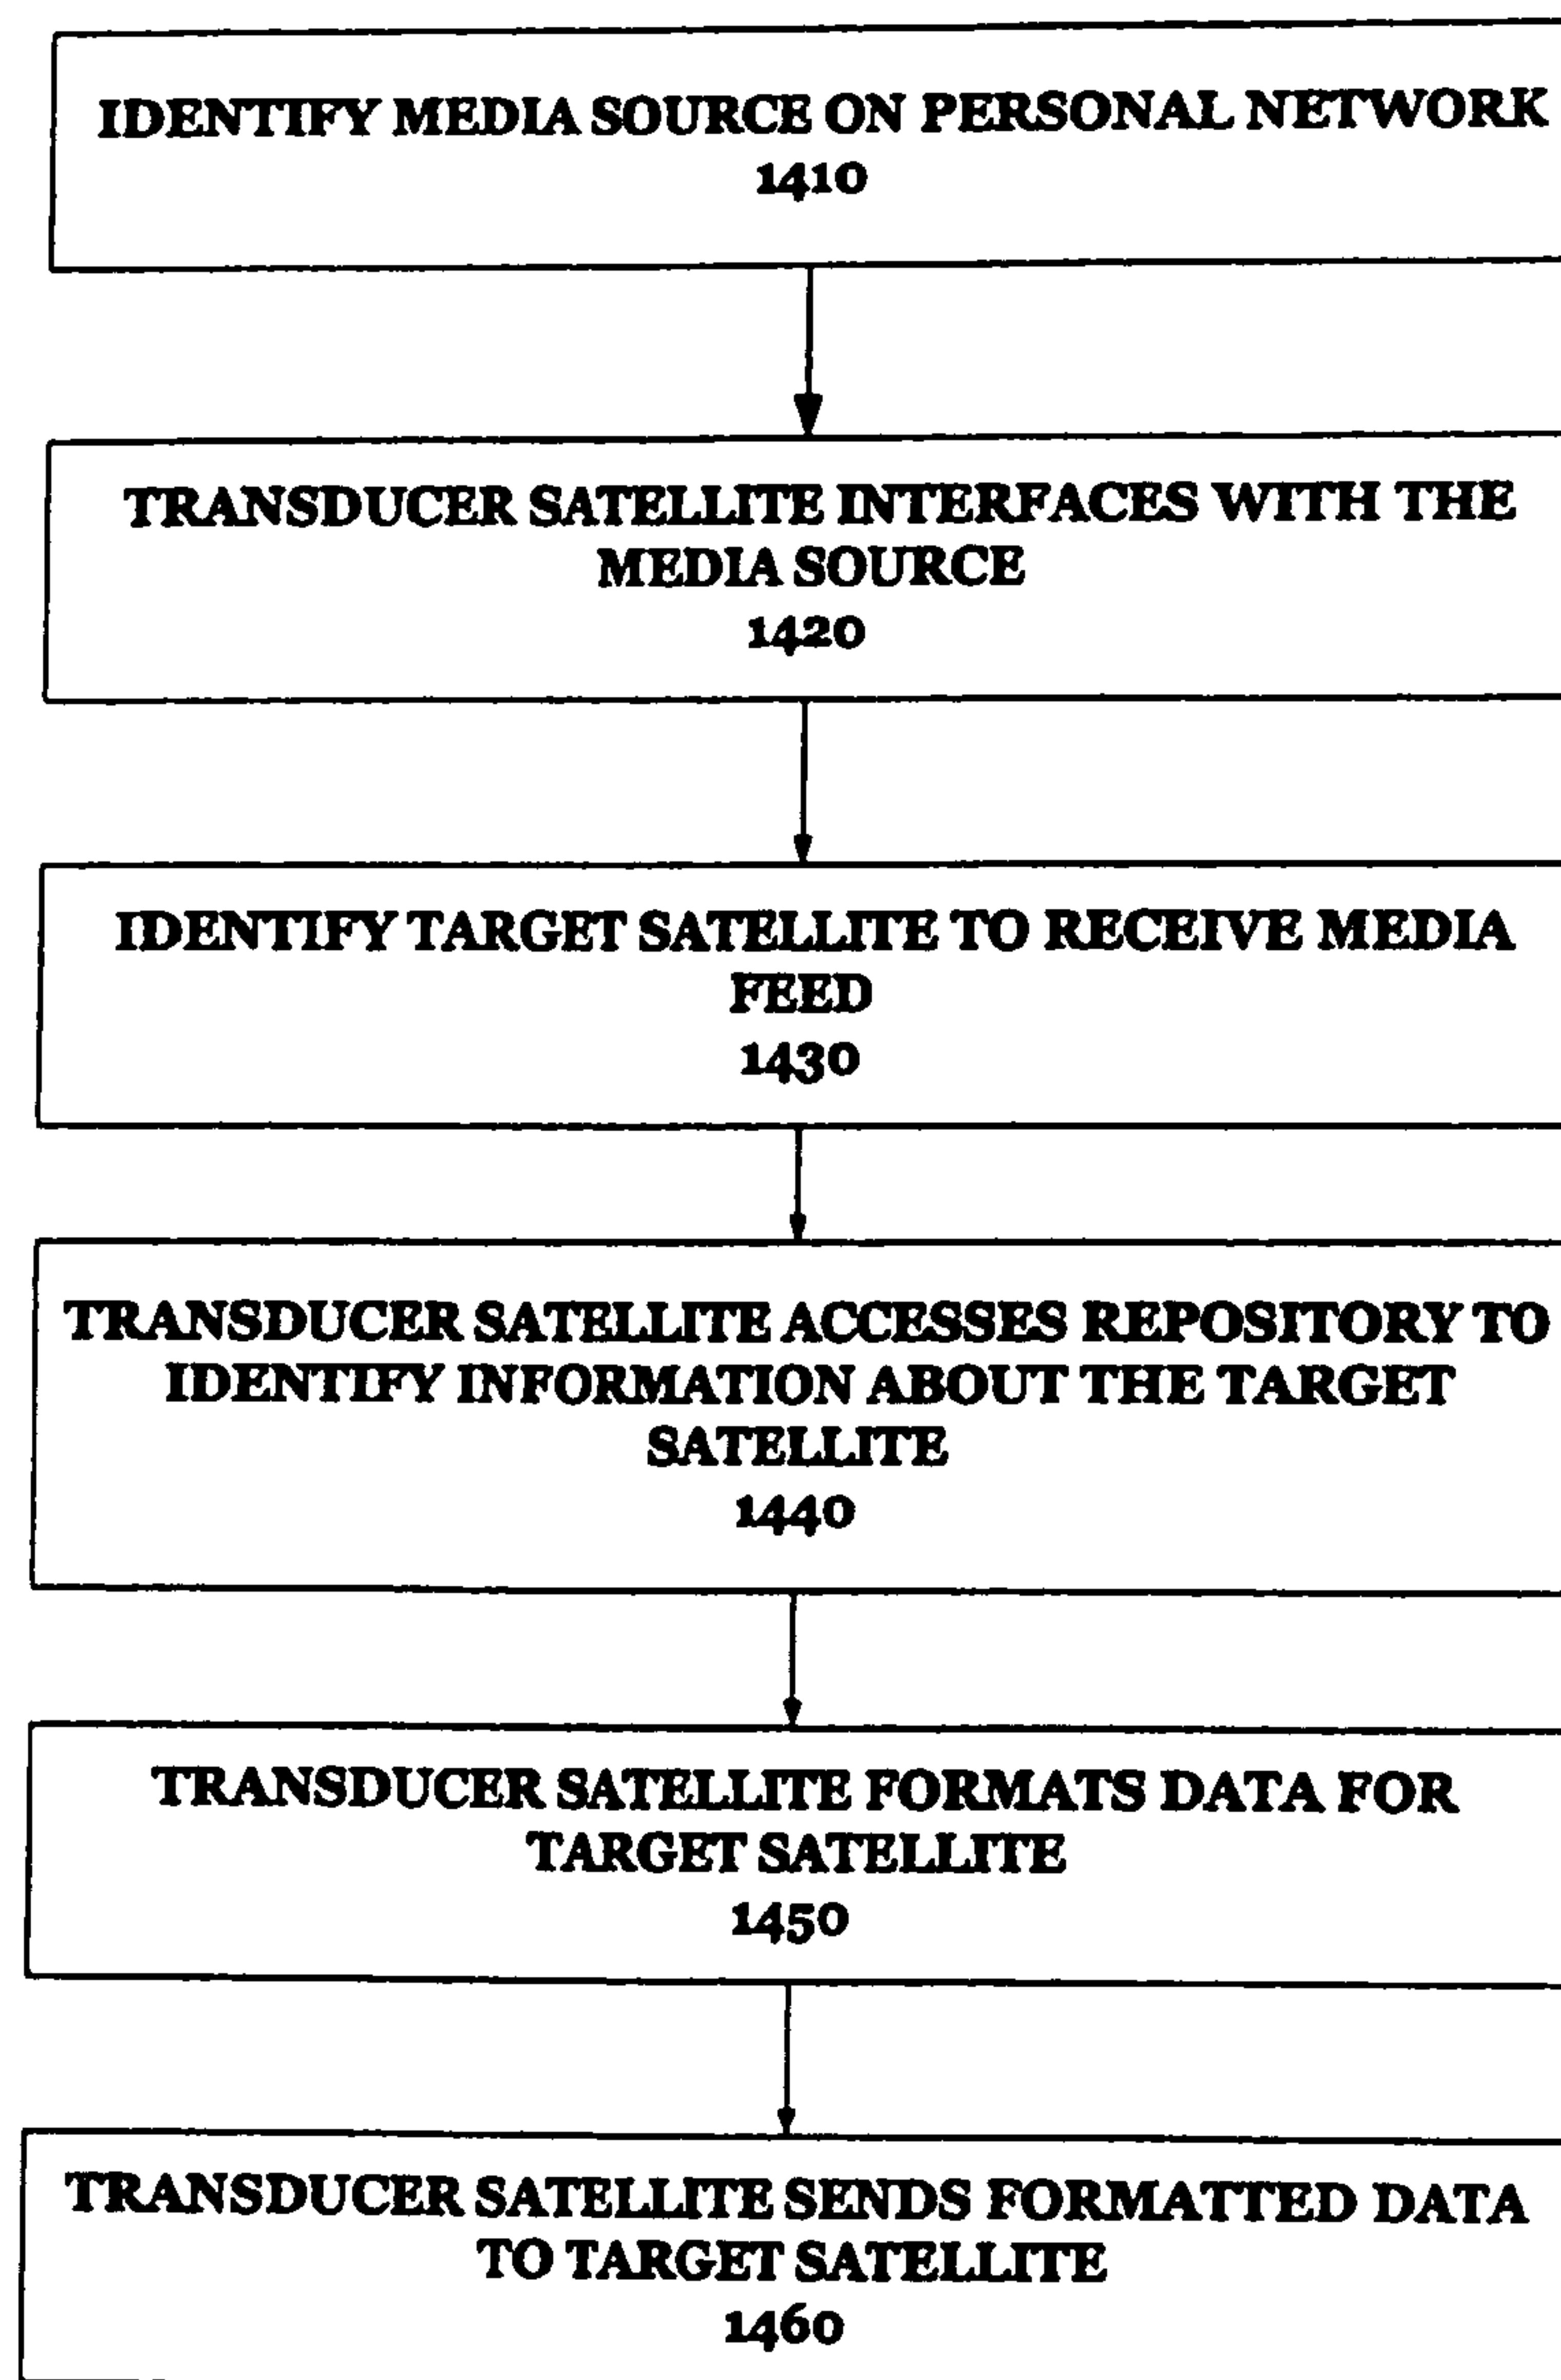 IDENTIFY MEDIA SOURCE ON PERSONAL NETWORK
1410
TRANSDUCER SATELLITE INTERFACES WITH THE
MEDIA SOURCE
1420
IDENTIFY TARGET SATELLITE TO RECEIVE MEDIA
FEED
1430
TRANSDUCER SATELLITE ACCESSES REPOSITORY TO
IDENTIFY INFORMATION ABOUT THE TARGET
SATELLITE
1440
TRANSDUCER SATELLITE FORMATS DATA FOR
TARGET SATELLITE
1450
TRANSDUCER SATELLITE SENDS FORMATTED DATA
TO TARGET SATELLITE
1460